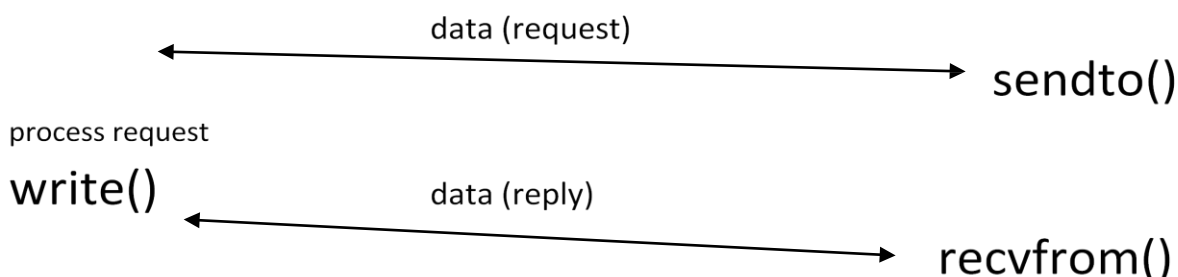 data (request)
sendto()
process request
write()
data (reply)
recvfrom()